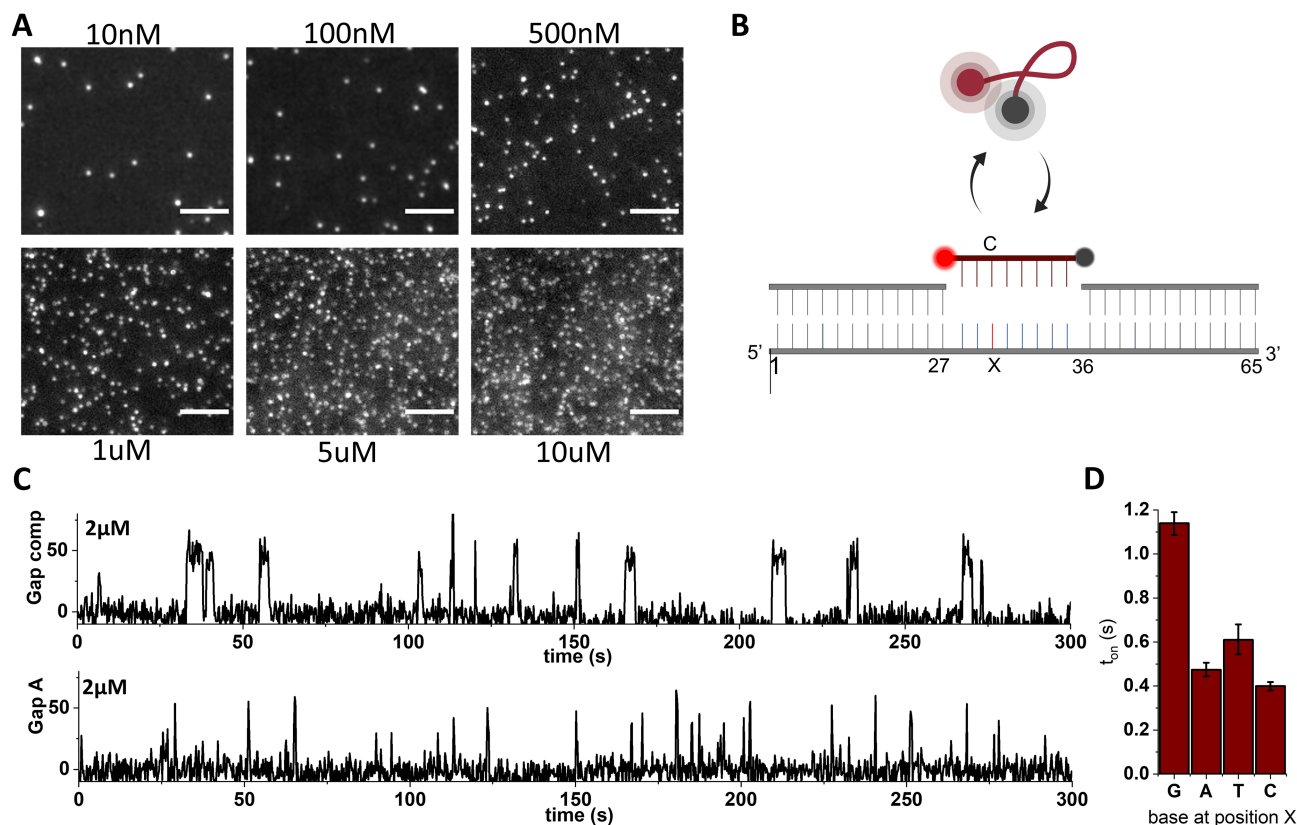 A
10nM
100nM
500nM
1uM
5uM
10uM
B
C
5’
1
27
X
36
65
3’
C
Gap comp
50
0
2µM
0
50
100
150
200
250
300
time (s)
Gap A
50
0
2µM
0
50
100
150
200
250
300
time (s)
D
t_on (s)
1.2
1.0
0.8
0.6
0.4
0.2
0.0
G
A
T
C
base at position X